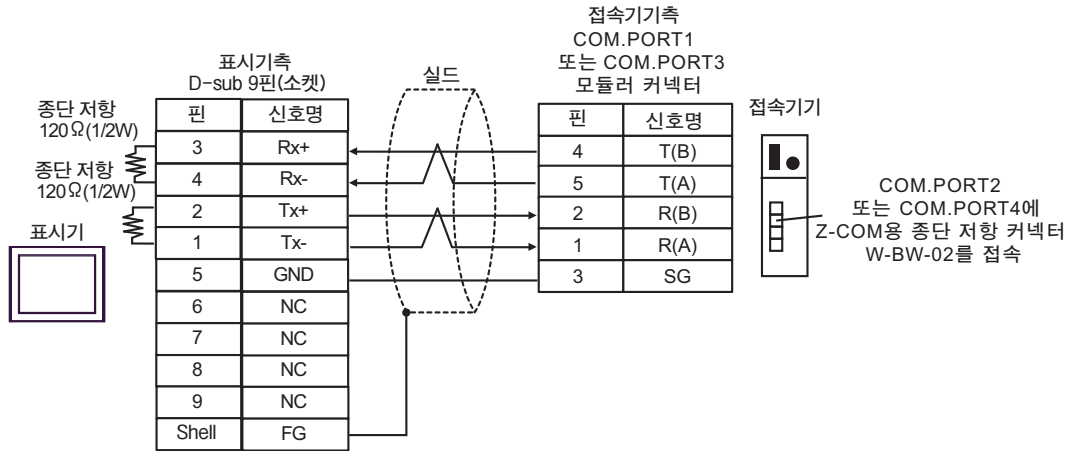 접속기기측
COM.PORT1
또는 COM.PORT3
모듈러 커넥터
표시기측
D-sub 9핀(소켓)
실드
종단 저항
120Ω(1/2W)
종단 저항
120Ω(1/2W)
표시기
핀 신호명
3 Rx+
4 Rx-
2 Tx+
1 Tx-
5 GND
6 NC
7 NC
8 NC
9 NC
Shell FG
핀 신호명
4 T(B)
5 T(A)
2 R(B)
1 R(A)
3 SG
접속기기
COM.PORT2
또는 COM.PORT4에
Z-COM용 종단 저항 커넥터
W-BW-02를 접속